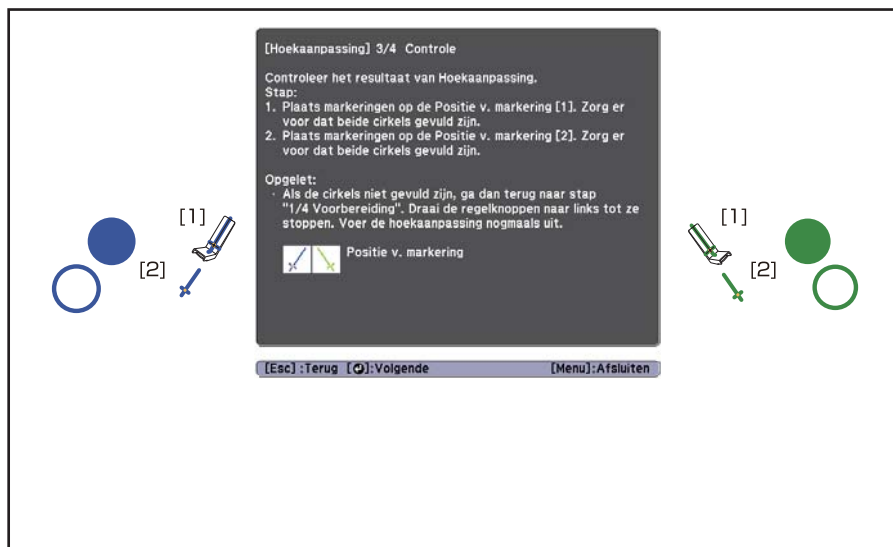 [Hoekaanpassing] 3/4 Controle
Controleer het resultaat van Hoekaanpassing.
Stap:
1. Plaats markeringen op de Positie v. markering [1]. Zorg er
voor dat beide cirkels gevuld zijn.
2. Plaats markeringen op de Positie v. markering [2]. Zorg er
voor dat beide cirkels gevuld zijn.
Opgelet:
· Als de cirkels niet gevuld zijn, ga dan terug naar stap
"1/4 Voorbereiding". Draai de regelknoppen naar links tot ze
stoppen. Voer de hoekaanpassing nogmaals uit.
[1]
[2]
[1]
[2]
Positie v. markering
[Esc] :Terug [⏎]:Volgende [Menu]:Afsluiten